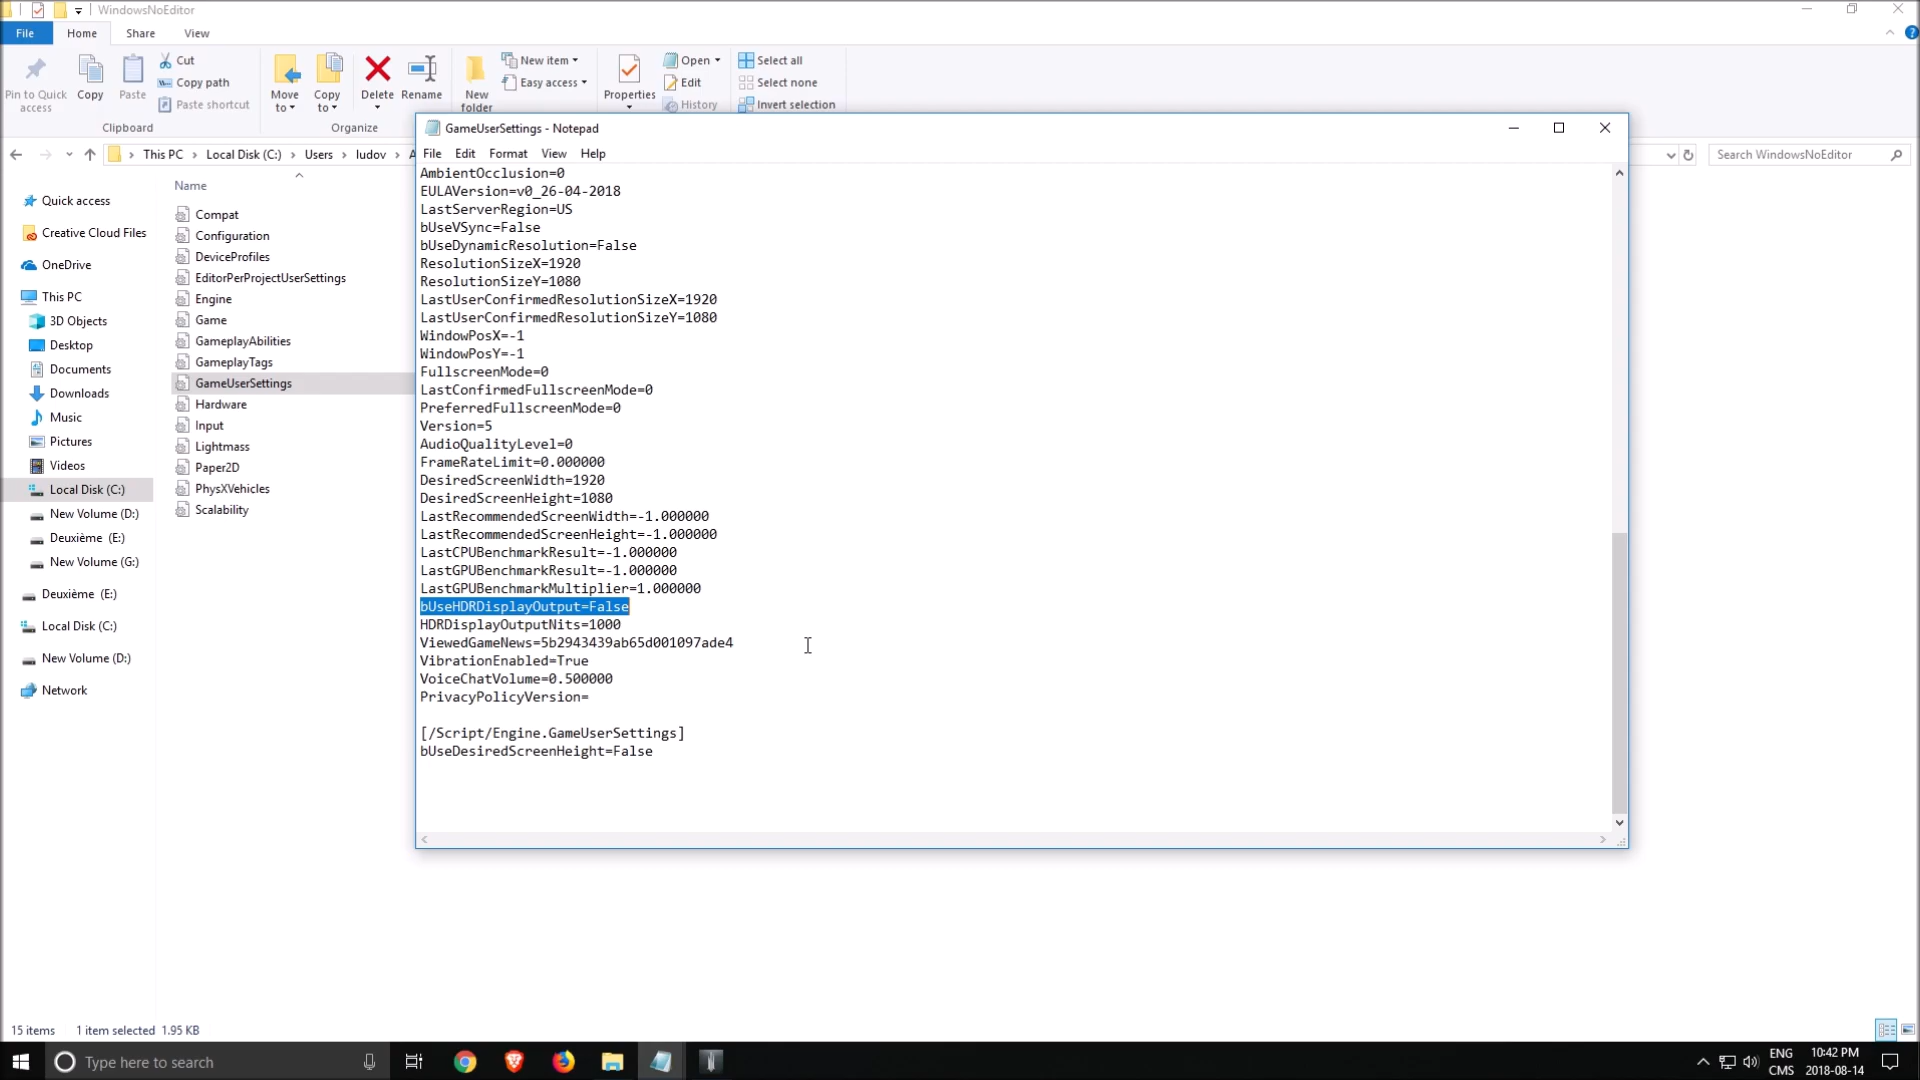 WindowsNoEditor
File Home Share View
Pin to Quick access
Copy
Paste
Cut
Copy path
Paste shortcut
Clipboard
Move to
Copy to
Delete
Rename
Organize
New folder
New item
Easy access
Properties
Open
Edit
History
Select all
Select none
Invert selection
This PC > Local Disk (C:) > Users > ludov >
Search WindowsNoEditor
Quick access
Creative Cloud Files
OneDrive
This PC
3D Objects
Desktop
Documents
Downloads
Music
Pictures
Videos
Local Disk (C:)
New Volume (D:)
Deuxième (E:)
New Volume (G:)
Deuxième (E:)
Local Disk (C:)
New Volume (D:)
Network
Name
Compat
Configuration
DeviceProfiles
EditorPerProjectUserSettings
Engine
Game
GameplayAbilities
GameplayTags
GameUserSettings
Hardware
Input
Lightmass
Paper2D
PhysXVehicles
Scalability
GameUserSettings - Notepad
File Edit Format View Help
AmbientOcclusion=0
EULAVersion=v0_26-04-2018
LastServerRegion=US
bUseVSync=False
bUseDynamicResolution=False
ResolutionSizeX=1920
ResolutionSizeY=1080
LastUserConfirmedResolutionSizeX=1920
LastUserConfirmedResolutionSizeY=1080
WindowPosX=-1
WindowPosY=-1
FullscreenMode=0
LastConfirmedFullscreenMode=0
PreferredFullscreenMode=0
Version=5
AudioQualityLevel=0
FrameRateLimit=0.000000
DesiredScreenWidth=1920
DesiredScreenHeight=1080
LastRecommendedScreenWidth=-1.000000
LastRecommendedScreenHeight=-1.000000
LastCPUBenchmarkResult=-1.000000
LastGPUBenchmarkResult=-1.000000
LastGPUBenchmarkMultiplier=1.000000
bUseHDRDisplayOutput=False
HDRDisplayOutputNits=1000
ViewedGameNews=5b2943439ab65d001097ade4
VibrationEnabled=True
VoiceChatVolume=0.500000
PrivacyPolicyVersion=
[/Script/Engine.GameUserSettings]
bUseDesiredScreenHeight=False
15 items 1 item selected 1.95 KB
Type here to search
ENG
CMS
10:42 PM
2018-08-14